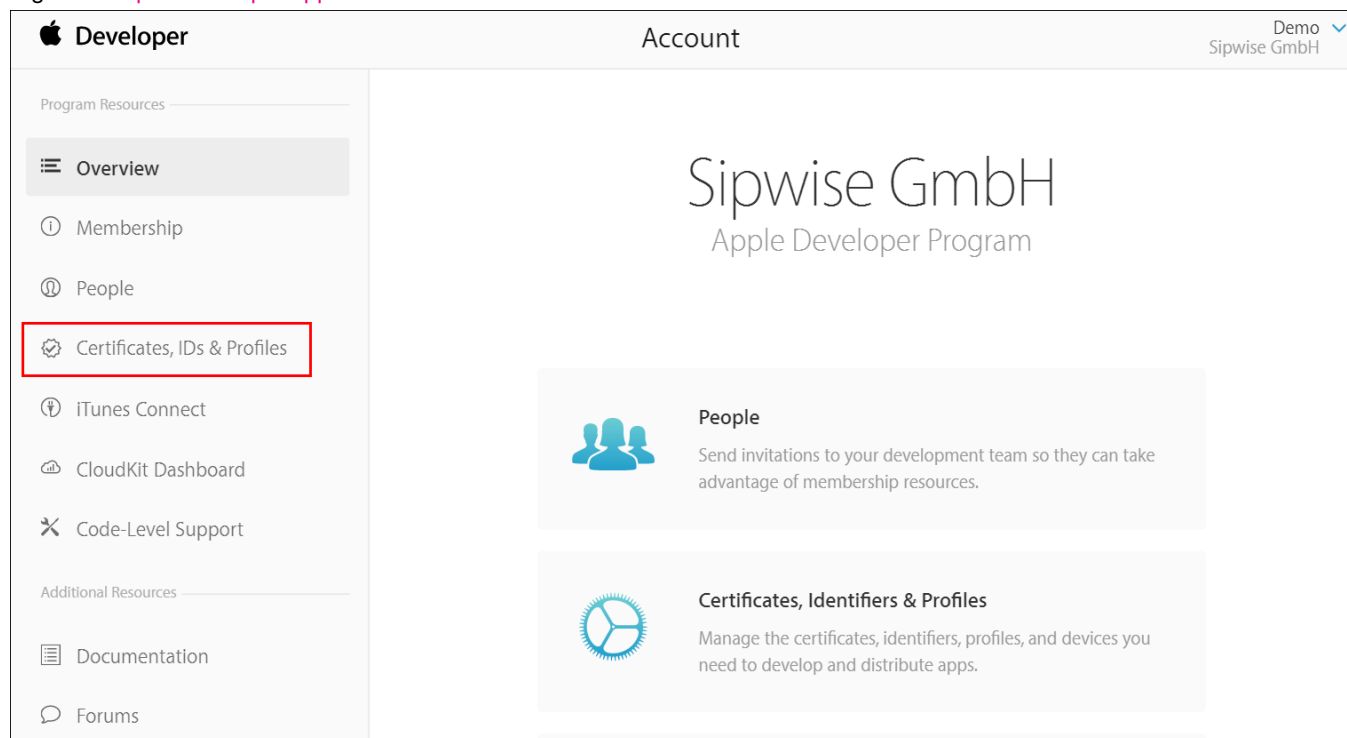 Developer
Account
Demo
Sipwise GmbH
Program Resources
Overview
Membership
People
Certificates, IDs & Profiles
iTunes Connect
CloudKit Dashboard
Code-Level Support
Additional Resources
Documentation
Forums
Sipwise GmbH
Apple Developer Program
People
Send invitations to your development team so they can take
advantage of membership resources.
Certificates, Identifiers & Profiles
Manage the certificates, identifiers, profiles, and devices you
need to develop and distribute apps.